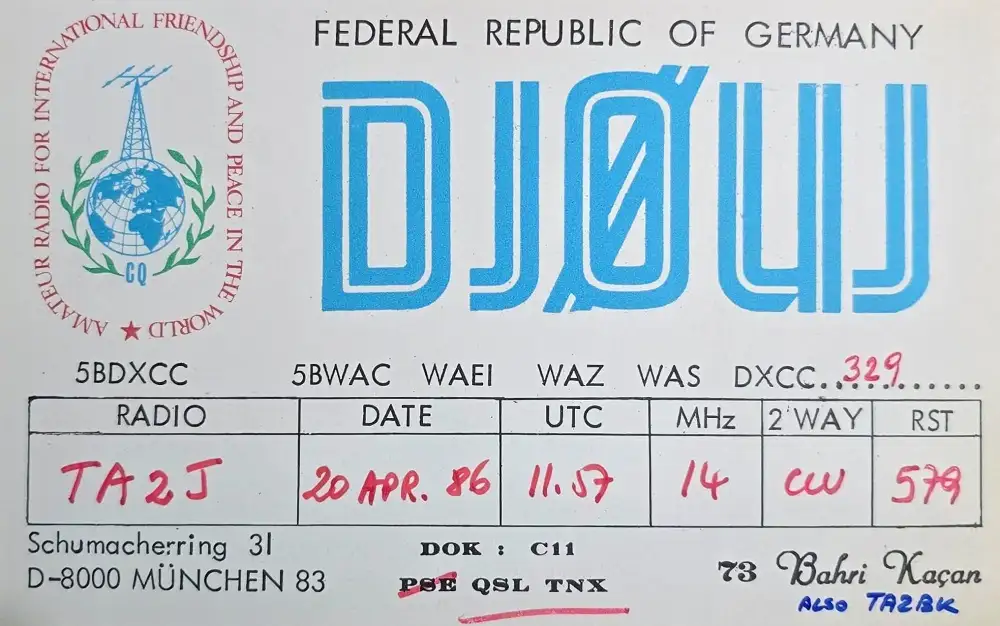 AMATEUR RADIO FOR INTERNATIONAL FRIENDSHIP AND PEACE IN THE WORLD
CQ
FEDERAL REPUBLIC OF GERMANY
DJØUJ
5BDXCC 5BWAC WAEI WAZ WAS DXCC..329......
RADIO DATE UTC MHz 2 WAY RST
TA2J 20 APR. 86 11.57 14 CW 579
Schumacherring 31
D-8000 MÜNCHEN 83
DOK : C11
PSE QSL TNX
73 Bahri Kaçan
ALSO TA2BK